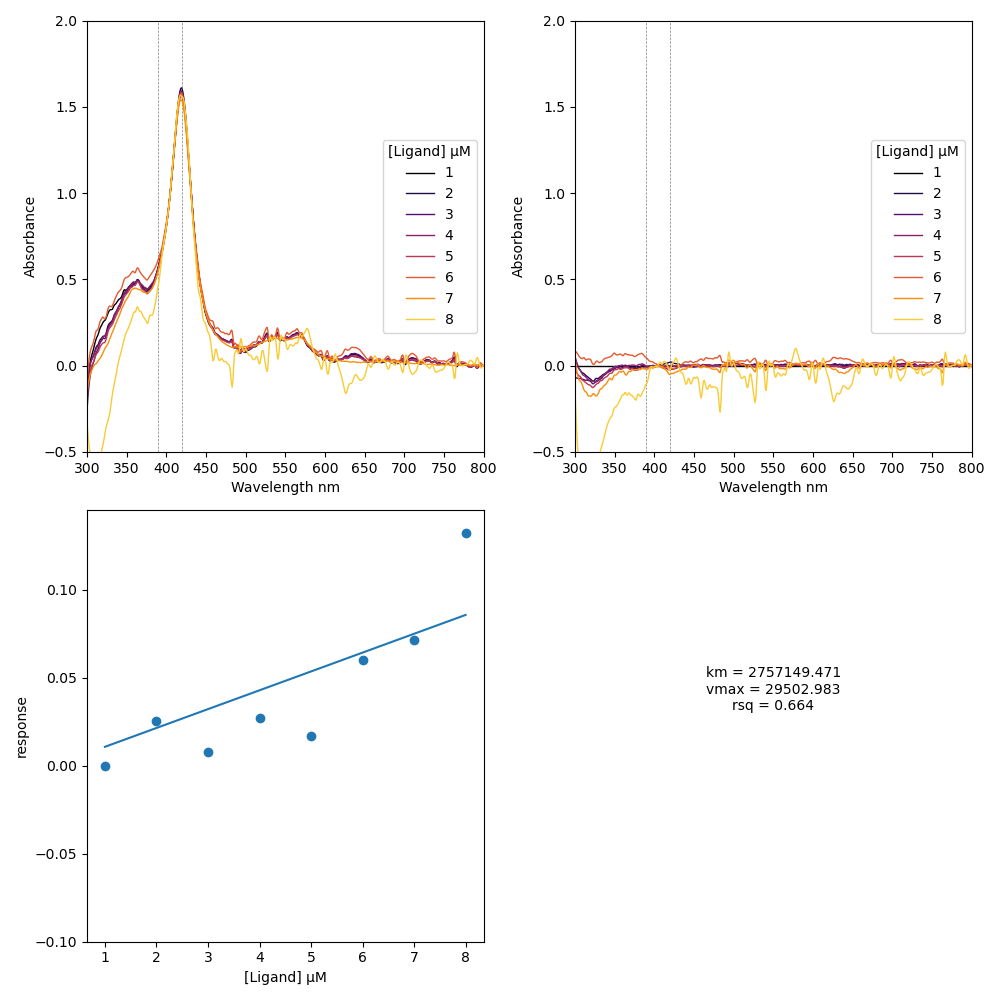 2.0
1.5
1.0
0.5
0.0
−0.5
Absorbance
300 350 400 450 500 550 600 650 700 750 800
Wavelength nm
[Ligand] μM
1
2
3
4
5
6
7
8
2.0
1.5
1.0
0.5
0.0
−0.5
Absorbance
300 350 400 450 500 550 600 650 700 750 800
Wavelength nm
[Ligand] μM
1
2
3
4
5
6
7
8
0.10
0.05
0.00
−0.05
−0.10
response
1 2 3 4 5 6 7 8
[Ligand] μM
km = 2757149.471
vmax = 29502.983
rsq = 0.664